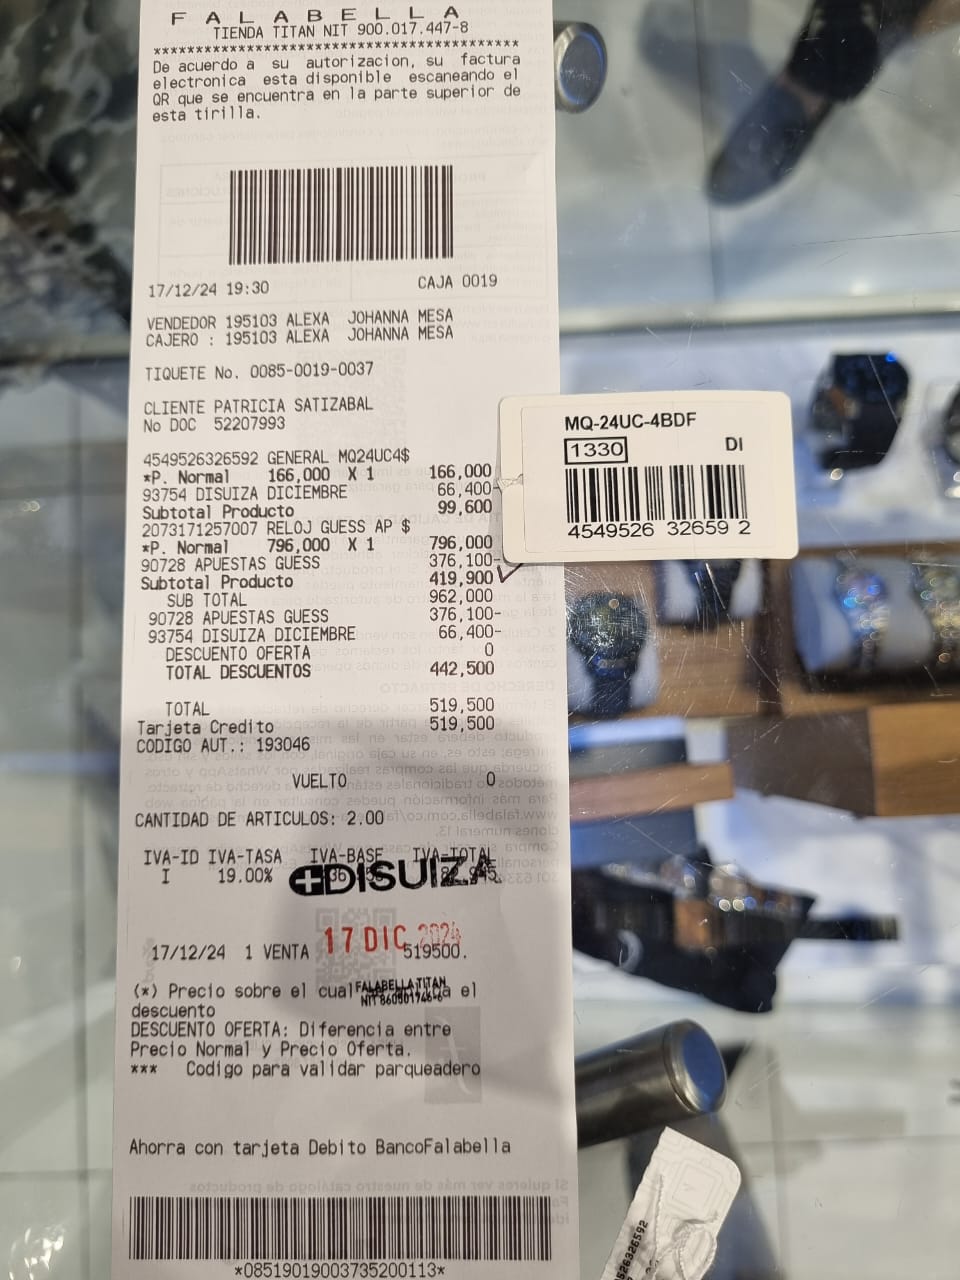 F A L A B E L L A
TIENDA TITAN NIT 900.017.447-8
********************************************
De acuerdo a su autorizacion, su factura
electronica esta disponible escaneando el
QR que se encuentra en la parte superior de
esta tirilla.
17/12/24 19:30 CAJA 0019
VENDEDOR 195103 ALEXA JOHANNA MESA
CAJERO : 195103 ALEXA JOHANNA MESA
TIQUETE No. 0085-0019-0037
CLIENTE PATRICIA SATIZABAL
No DOC 52207993
4549526326592 GENERAL MQ24UC4$
*P. Normal 166,000 X 1 166,000
93754 DISUIZA DICIEMBRE 66,400-
Subtotal Producto 99,600
2073171257007 RELOJ GUESS AP $
*P. Normal 796,000 X 1 796,000
90728 APUESTAS GUESS 376,100-
Subtotal Producto 419,900
SUB TOTAL 962,000
90728 APUESTAS GUESS 376,100-
93754 DISUIZA DICIEMBRE 66,400-
DESCUENTO OFERTA 0
TOTAL DESCUENTOS 442,500
TOTAL 519,500
Tarjeta Credito 519,500
CODIGO AUT.: 193046
VUELTO 0
CANTIDAD DE ARTICULOS: 2.00
IVA-ID IVA-TASA IVA-BASE IVA-TOTAL
I 19.00%
DISUIZA
17 DIC 2024
17/12/24 1 VENTA 519500.
FALABELLA TITAN
(*) Precio sobre el cual el
descuento
DESCUENTO OFERTA: Diferencia entre
Precio Normal y Precio Oferta.
*** Codigo para validar parqueadero
Ahorra con tarjeta Debito BancoFalabella
*08519019003735200113*
MQ-24UC-4BDF
1330 DI
4549526 32659 2